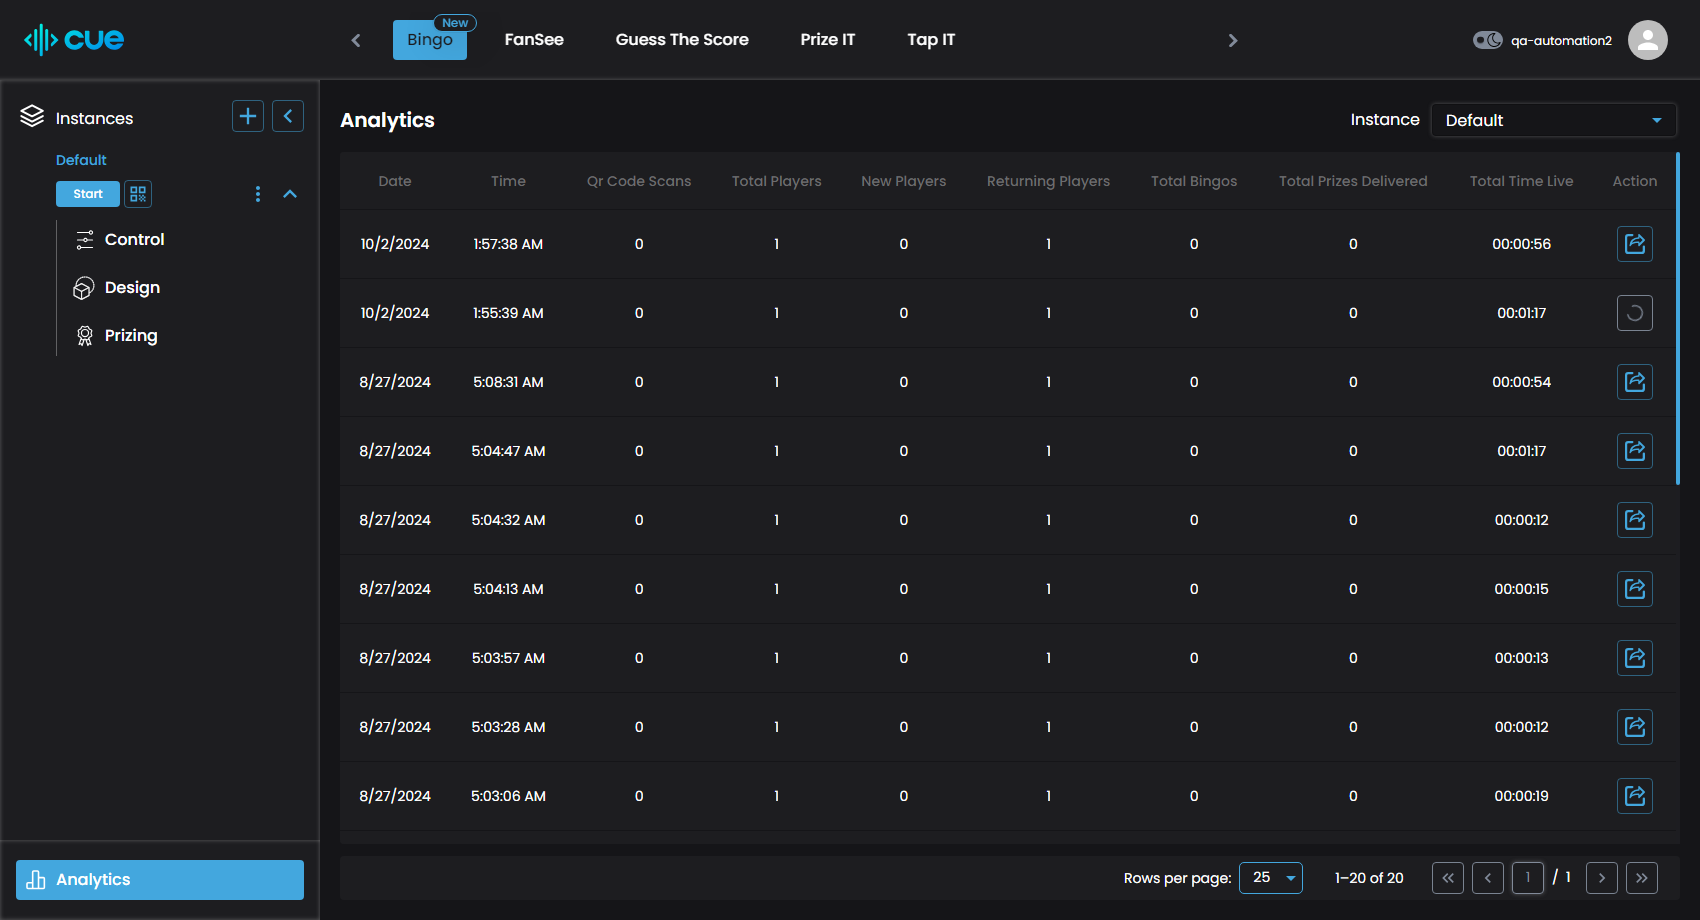 cue
Bingo New FanSee Guess The Score Prize IT Tap IT
qa-automation2
Instances
Default
Start
Control
Design
Prizing
Analytics
Analytics
Instance Default
Date Time Qr Code Scans Total Players New Players Returning Players Total Bingos Total Prizes Delivered Total Time Live Action
10/2/2024 1:57:38 AM 0 1 0 1 0 0 00:00:56
10/2/2024 1:55:39 AM 0 1 0 1 0 0 00:01:17
8/27/2024 5:08:31 AM 0 1 0 1 0 0 00:00:54
8/27/2024 5:04:47 AM 0 1 0 1 0 0 00:01:17
8/27/2024 5:04:32 AM 0 1 0 1 0 0 00:00:12
8/27/2024 5:04:13 AM 0 1 0 1 0 0 00:00:15
8/27/2024 5:03:57 AM 0 1 0 1 0 0 00:00:13
8/27/2024 5:03:28 AM 0 1 0 1 0 0 00:00:12
8/27/2024 5:03:06 AM 0 1 0 1 0 0 00:00:19
Rows per page: 25 1–20 of 20 1 / 1